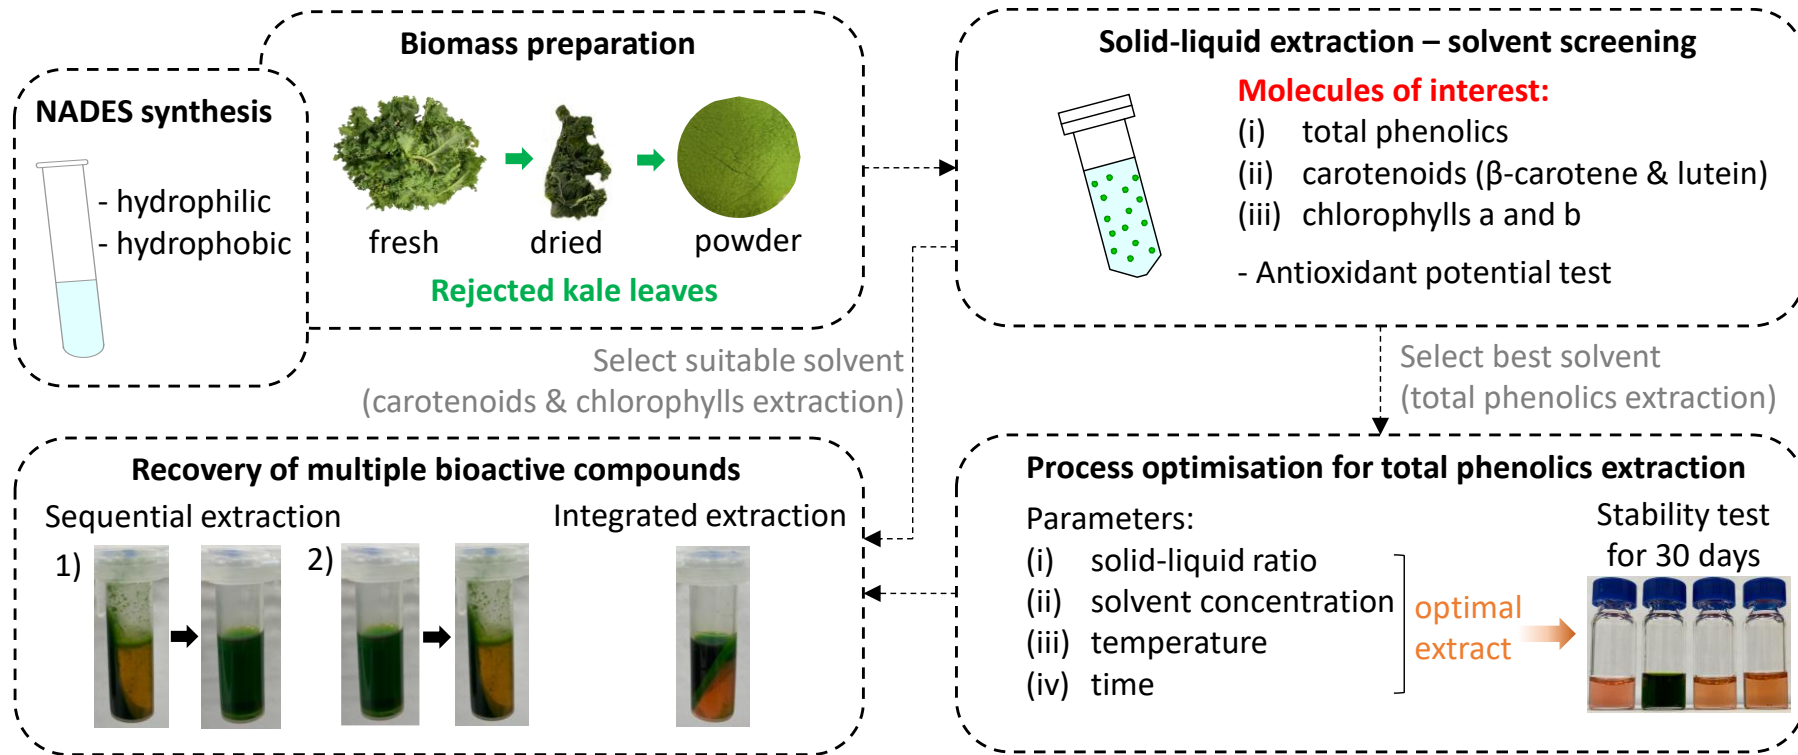 Biomass preparation
NADES synthesis
- hydrophilic
- hydrophobic
fresh
dried
powder
Rejected kale leaves
Solid-liquid extraction – solvent screening
Molecules of interest:
(i) total phenolics
(ii) carotenoids (β-carotene & lutein)
(iii) chlorophylls a and b
- Antioxidant potential test
Select suitable solvent
(carotenoids & chlorophylls extraction)
Select best solvent
(total phenolics extraction)
Recovery of multiple bioactive compounds
Sequential extraction
1)
2)
Integrated extraction
Process optimisation for total phenolics extraction
Parameters:
(i) solid-liquid ratio
(ii) solvent concentration
(iii) temperature
(iv) time
optimal
extract
Stability test
for 30 days